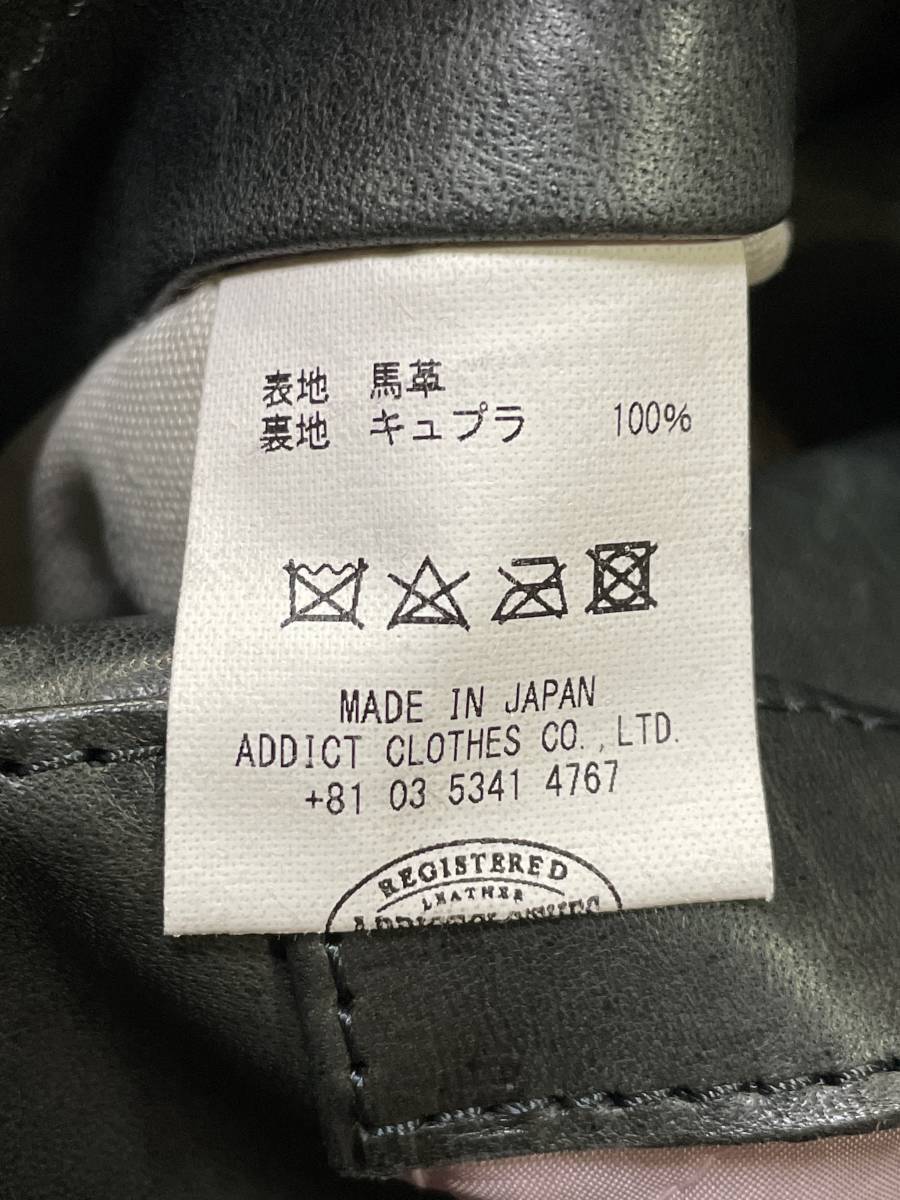 表地 馬革
裏地 キュプラ 100%
MADE IN JAPAN
ADDICT CLOTHES CO.,LTD.
+81 03 5341 4767
REGISTERED
LEATHER